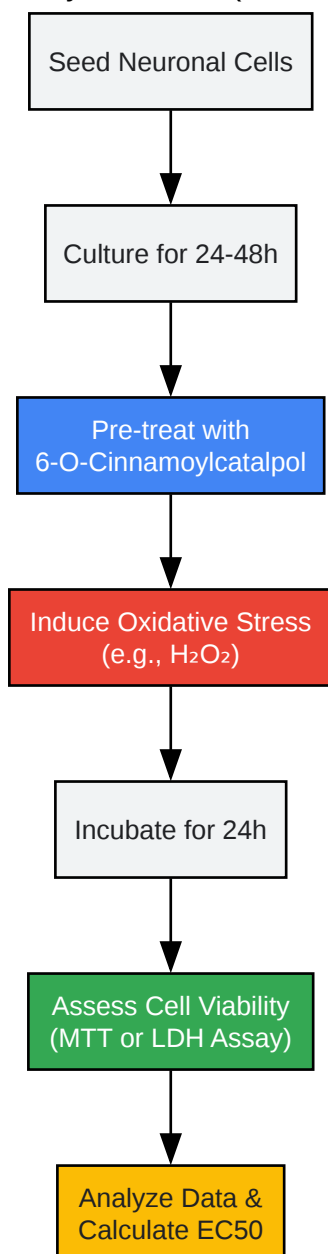 Seed Neuronal Cells
Culture for 24-48h
Pre-treat with
6-O-Cinnamoylcatalpol
Induce Oxidative Stress
(e.g., H₂O₂)
Incubate for 24h
Assess Cell Viability
(MTT or LDH Assay)
Analyze Data &
Calculate EC50